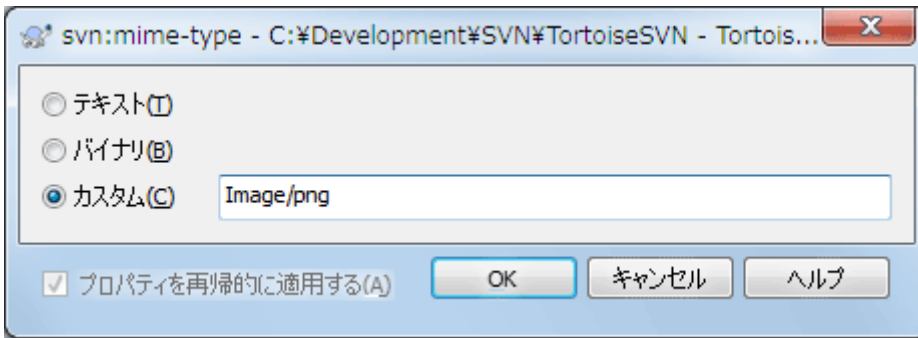 svn:mime-type - C:¥Development¥SVN¥TortoiseSVN - Tortois...
テキスト(T)
バイナリ(B)
カスタム(C) Image/png
プロパティを再帰的に適用する(A) OK キャンセル ヘルプ